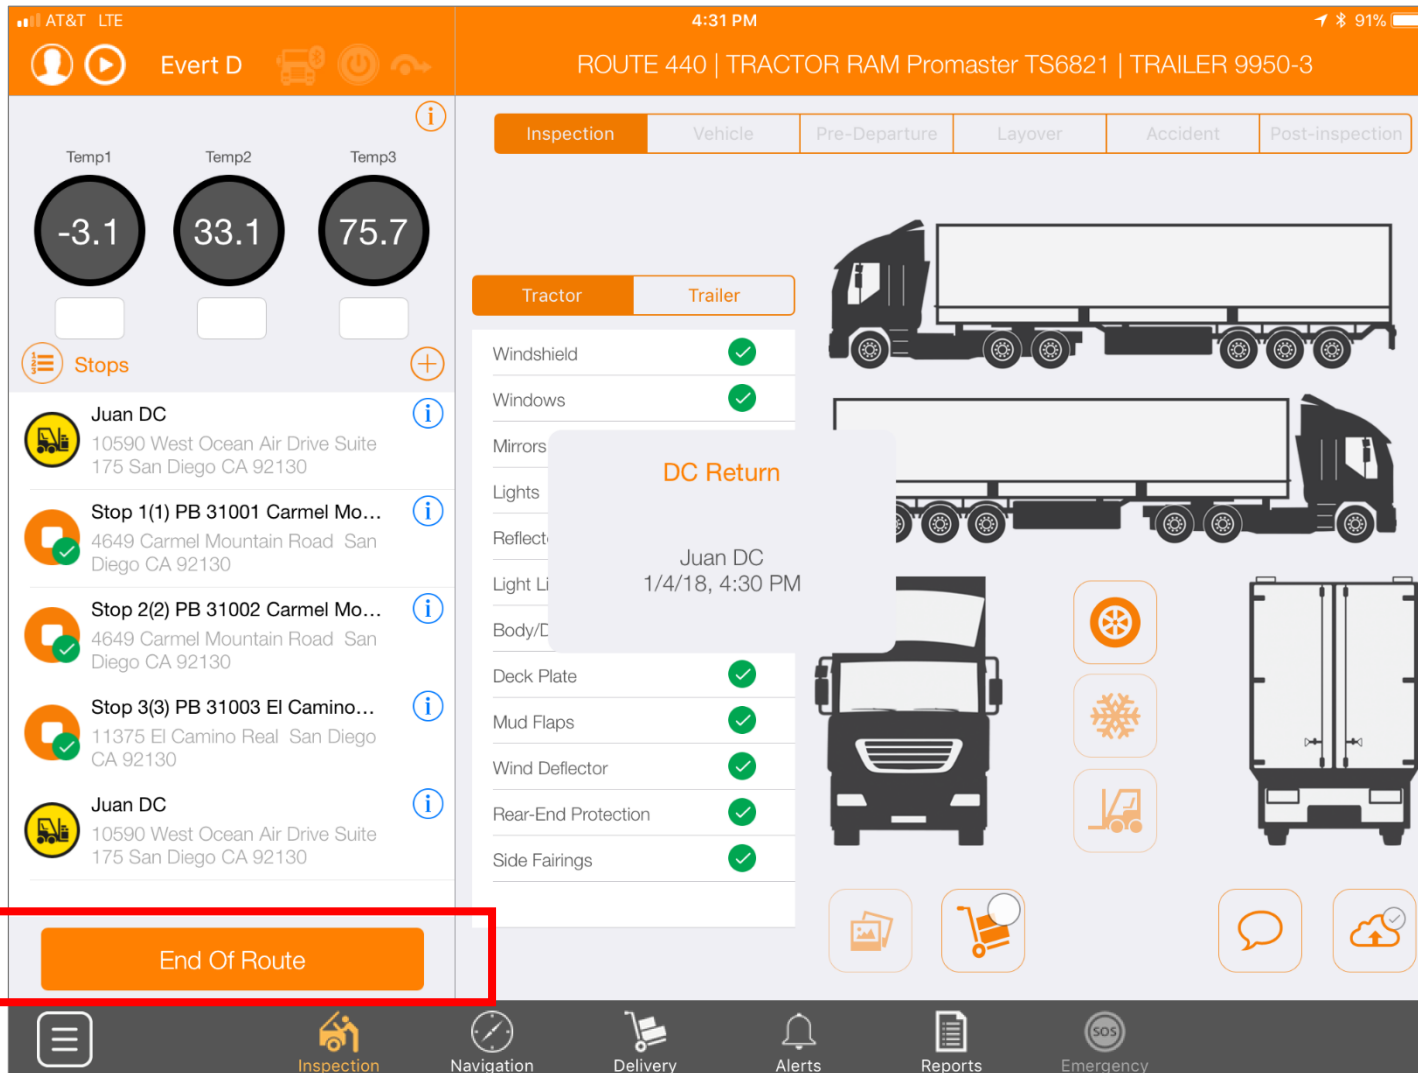 AT&T LTE
4:31 PM
91%
Evert D
ROUTE 440 | TRACTOR RAM Promaster TS6821 | TRAILER 9950-3
i
Inspection
Vehicle
Pre-Departure
Layover
Accident
Post-inspection
Temp1
Temp2
Temp3
-3.1
33.1
75.7
Stops
Juan DC
i
10590 West Ocean Air Drive Suite
175 San Diego CA 92130
Stop 1(1) PB 31001 Carmel Mo...
i
4649 Carmel Mountain Road San
Diego CA 92130
Stop 2(2) PB 31002 Carmel Mo...
i
4649 Carmel Mountain Road San
Diego CA 92130
Stop 3(3) PB 31003 El Camino...
i
11375 El Camino Real San Diego
CA 92130
Juan DC
i
10590 West Ocean Air Drive Suite
175 San Diego CA 92130
End Of Route
Tractor
Trailer
Windshield
Windows
Mirrors
Lights
Reflect
Light Li
Body/D
Deck Plate
Mud Flaps
Wind Deflector
Rear-End Protection
Side Fairings
DC Return
Juan DC
1/4/18, 4:30 PM
Inspection
Navigation
Delivery
Alerts
Reports
SOS
Emergency